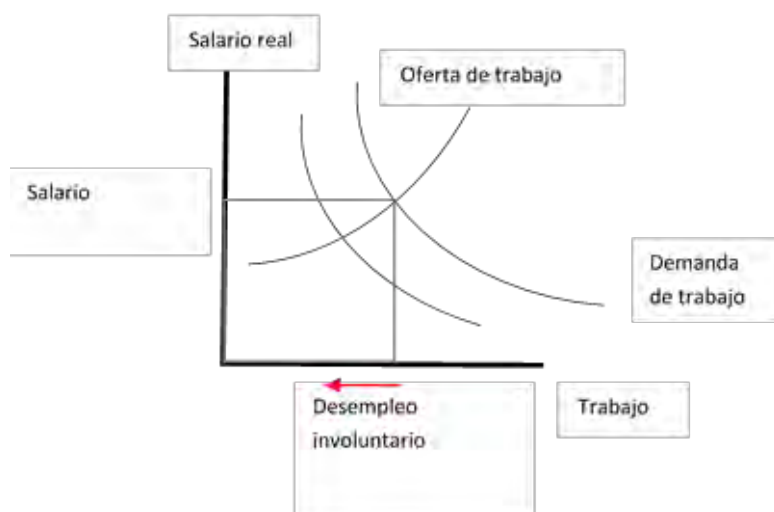 Salario real
Oferta de trabajo
Salario
Demanda
de trabajo
Desempleo
involuntario
Trabajo